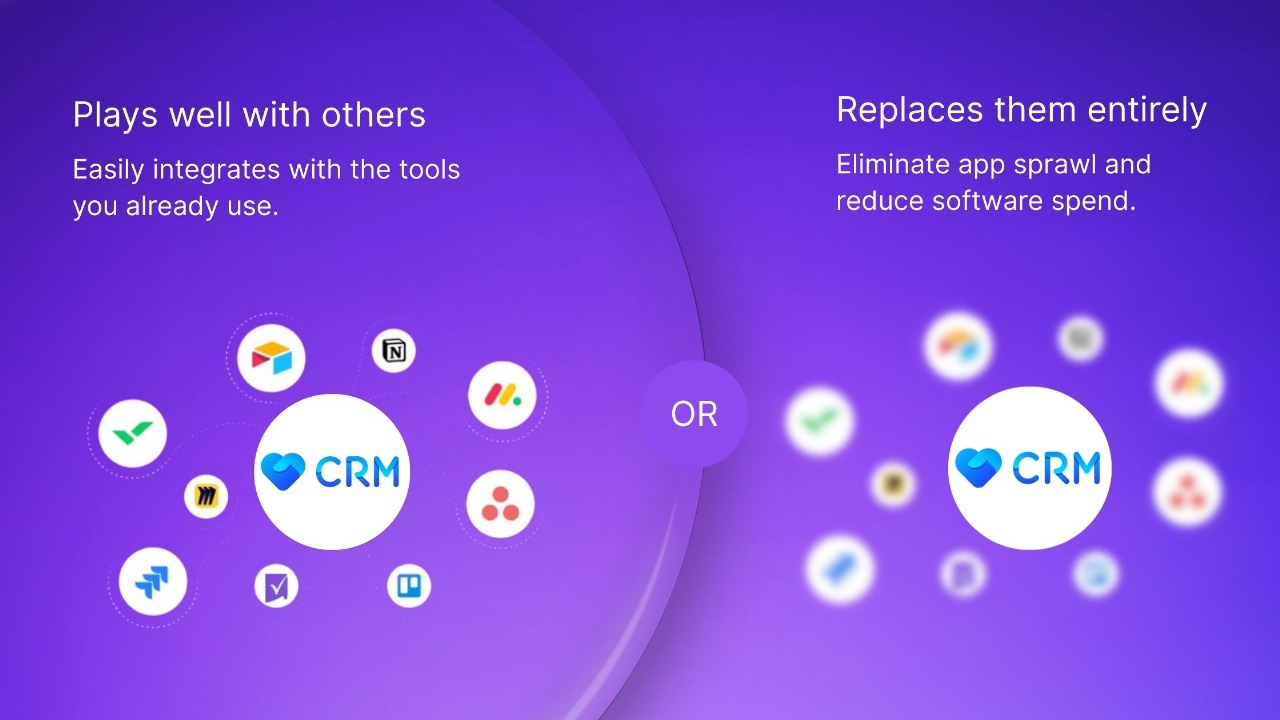 Plays well with others
Easily integrates with the tools
you already use.
CRM
N
OR
Replaces them entirely
Eliminate app sprawl and
reduce software spend.
CRM